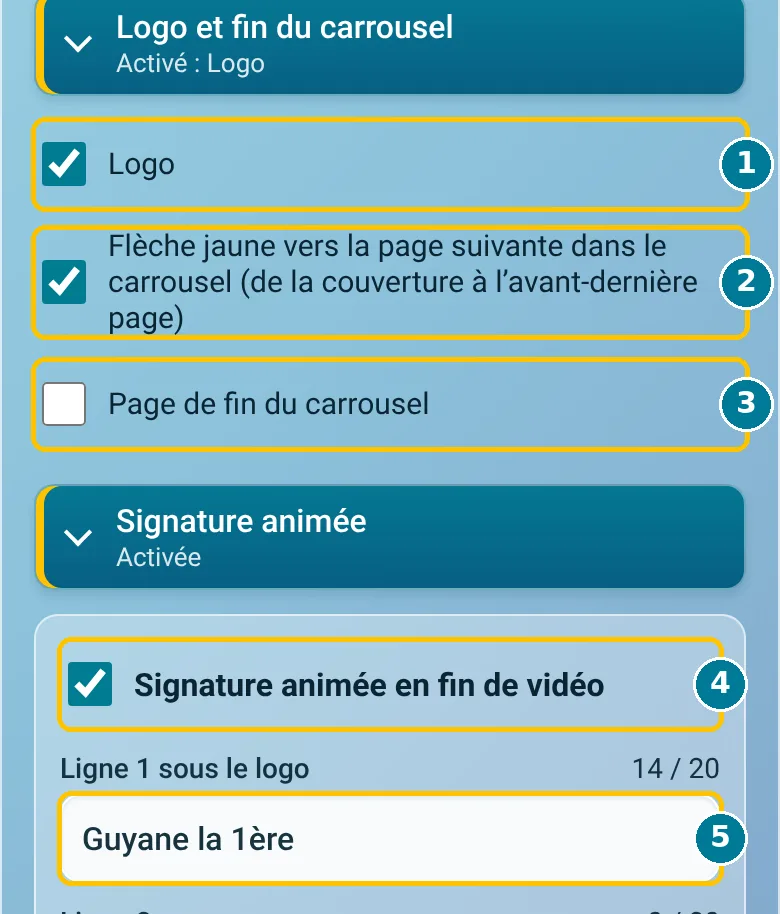 Logo et fin du carrousel
Activé : Logo
Logo
1
Flèche jaune vers la page suivante dans le
carrousel (de la couverture à l’avant-dernière
page)
2
Page de fin du carrousel
3
Signature animée
Activée
Signature animée en fin de vidéo
4
Ligne 1 sous le logo 14 / 20
Guyane la 1ère
5